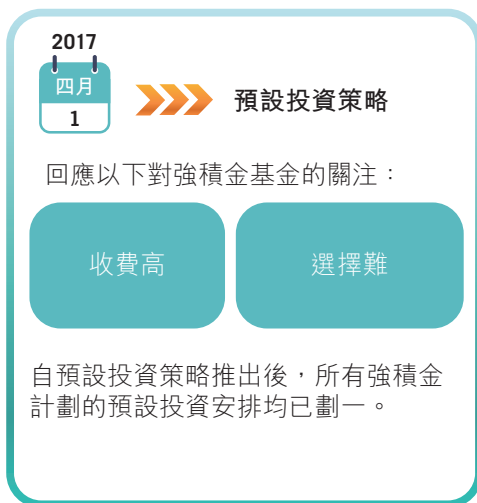 2017
四月
1
預設投資策略
回應以下對強積金基金的關注：
收費高
選擇難
自預設投資策略推出後，所有強積金
計劃的預設投資安排均已劃一。